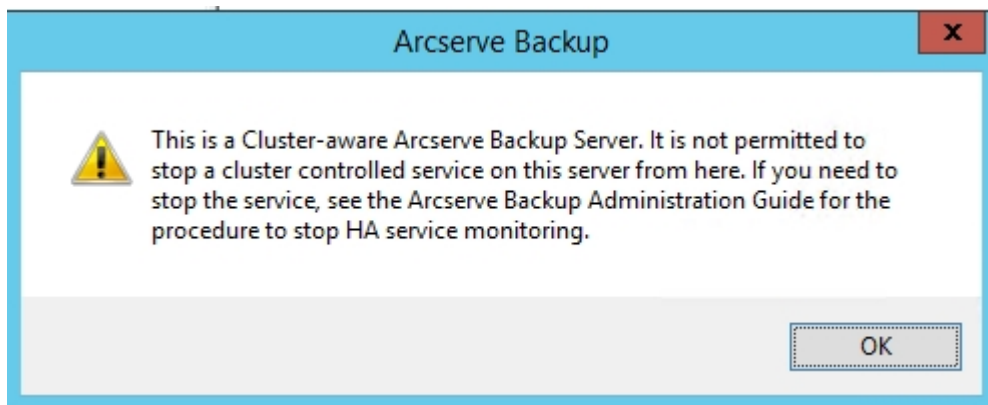 Arcserve Backup
x
This is a Cluster-aware Arcserve Backup Server. It is not permitted to
stop a cluster controlled service on this server from here. If you need to
stop the service, see the Arcserve Backup Administration Guide for the
procedure to stop HA service monitoring.
OK